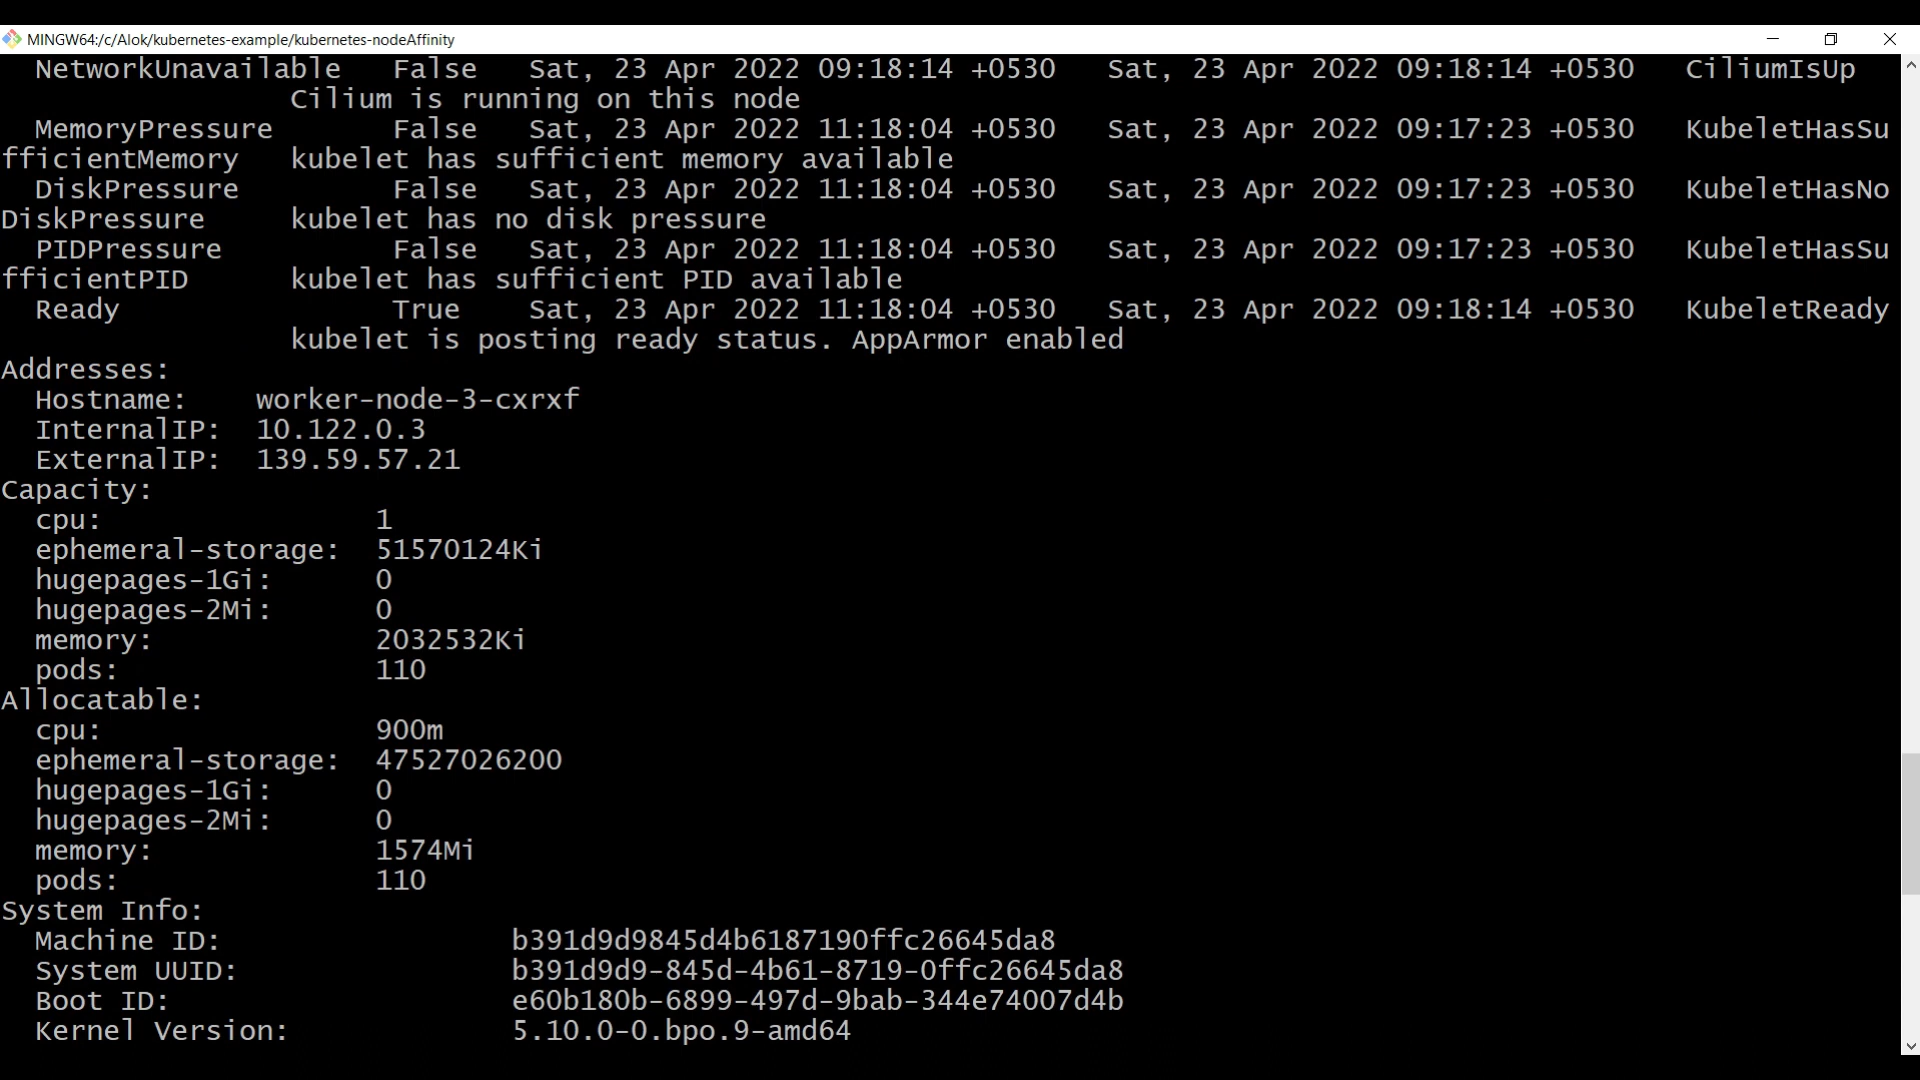 MINGW64:/c/Alok/kubernetes-example/kubernetes-nodeAffinity
NetworkUnavailable   False   Sat, 23 Apr 2022 09:18:14 +0530   Sat, 23 Apr 2022 09:18:14 +0530   CiliumIsUp
Cilium is running on this node
MemoryPressure       False   Sat, 23 Apr 2022 11:18:04 +0530   Sat, 23 Apr 2022 09:17:23 +0530   KubeletHasSu
fficientMemory   kubelet has sufficient memory available
DiskPressure         False   Sat, 23 Apr 2022 11:18:04 +0530   Sat, 23 Apr 2022 09:17:23 +0530   KubeletHasNo
DiskPressure     kubelet has no disk pressure
PIDPressure          False   Sat, 23 Apr 2022 11:18:04 +0530   Sat, 23 Apr 2022 09:17:23 +0530   KubeletHasSu
fficientPID      kubelet has sufficient PID available
Ready                True    Sat, 23 Apr 2022 11:18:04 +0530   Sat, 23 Apr 2022 09:18:14 +0530   KubeletReady
kubelet is posting ready status. AppArmor enabled
Addresses:
Hostname:    worker-node-3-cxrxf
InternalIP:  10.122.0.3
ExternalIP:  139.59.57.21
Capacity:
cpu:                1
ephemeral-storage:  51570124Ki
hugepages-1Gi:      0
hugepages-2Mi:      0
memory:             2032532Ki
pods:               110
Allocatable:
cpu:                900m
ephemeral-storage:  47527026200
hugepages-1Gi:      0
hugepages-2Mi:      0
memory:             1574Mi
pods:               110
System Info:
Machine ID:                 b391d9d9845d4b6187190ffc26645da8
System UUID:                b391d9d9-845d-4b61-8719-0ffc26645da8
Boot ID:                    e60b180b-6899-497d-9bab-344e74007d4b
Kernel Version:             5.10.0-0.bpo.9-amd64